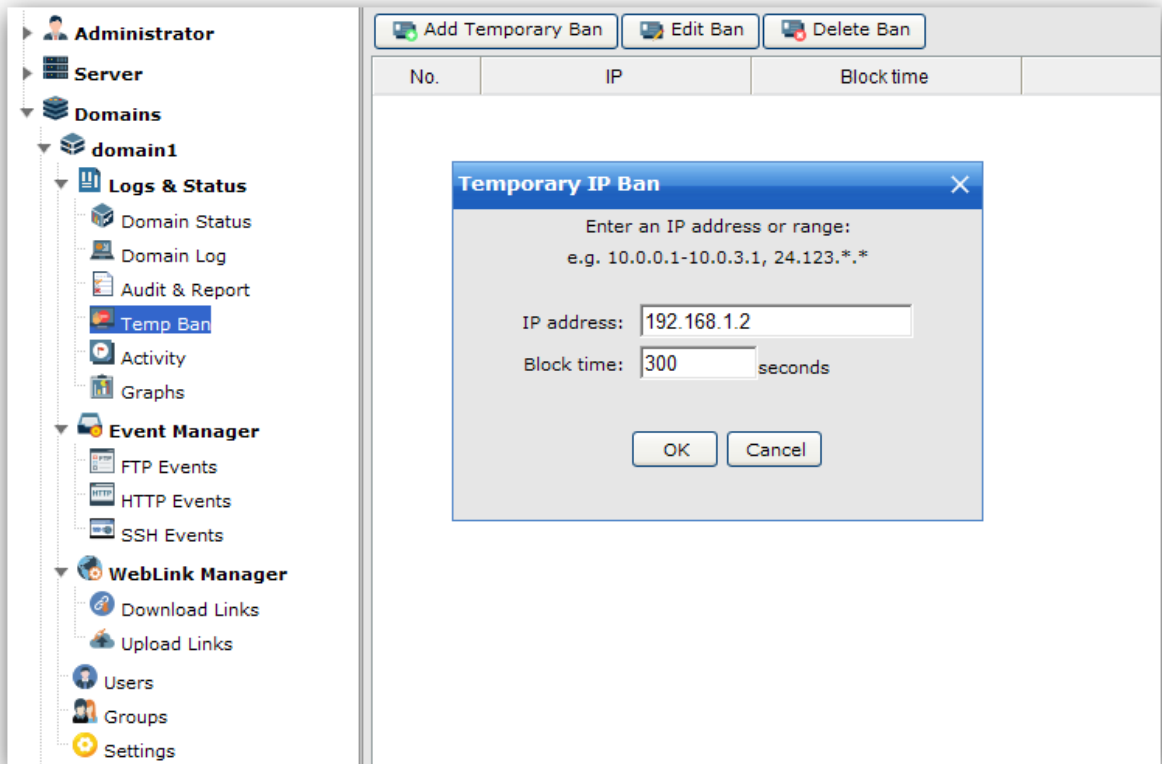 Administrator
Server
Domains
domain1
Logs & Status
Domain Status
Domain Log
Audit & Report
Temp Ban
Activity
Graphs
Event Manager
FTP Events
HTTP Events
SSH Events
WebLink Manager
Download Links
Upload Links
Users
Groups
Settings
Add Temporary Ban Edit Ban Delete Ban
No. IP Block time
Temporary IP Ban
Enter an IP address or range:
e.g. 10.0.0.1-10.0.3.1, 24.123.*.*
IP address: 192.168.1.2
Block time: 300 seconds
OK Cancel